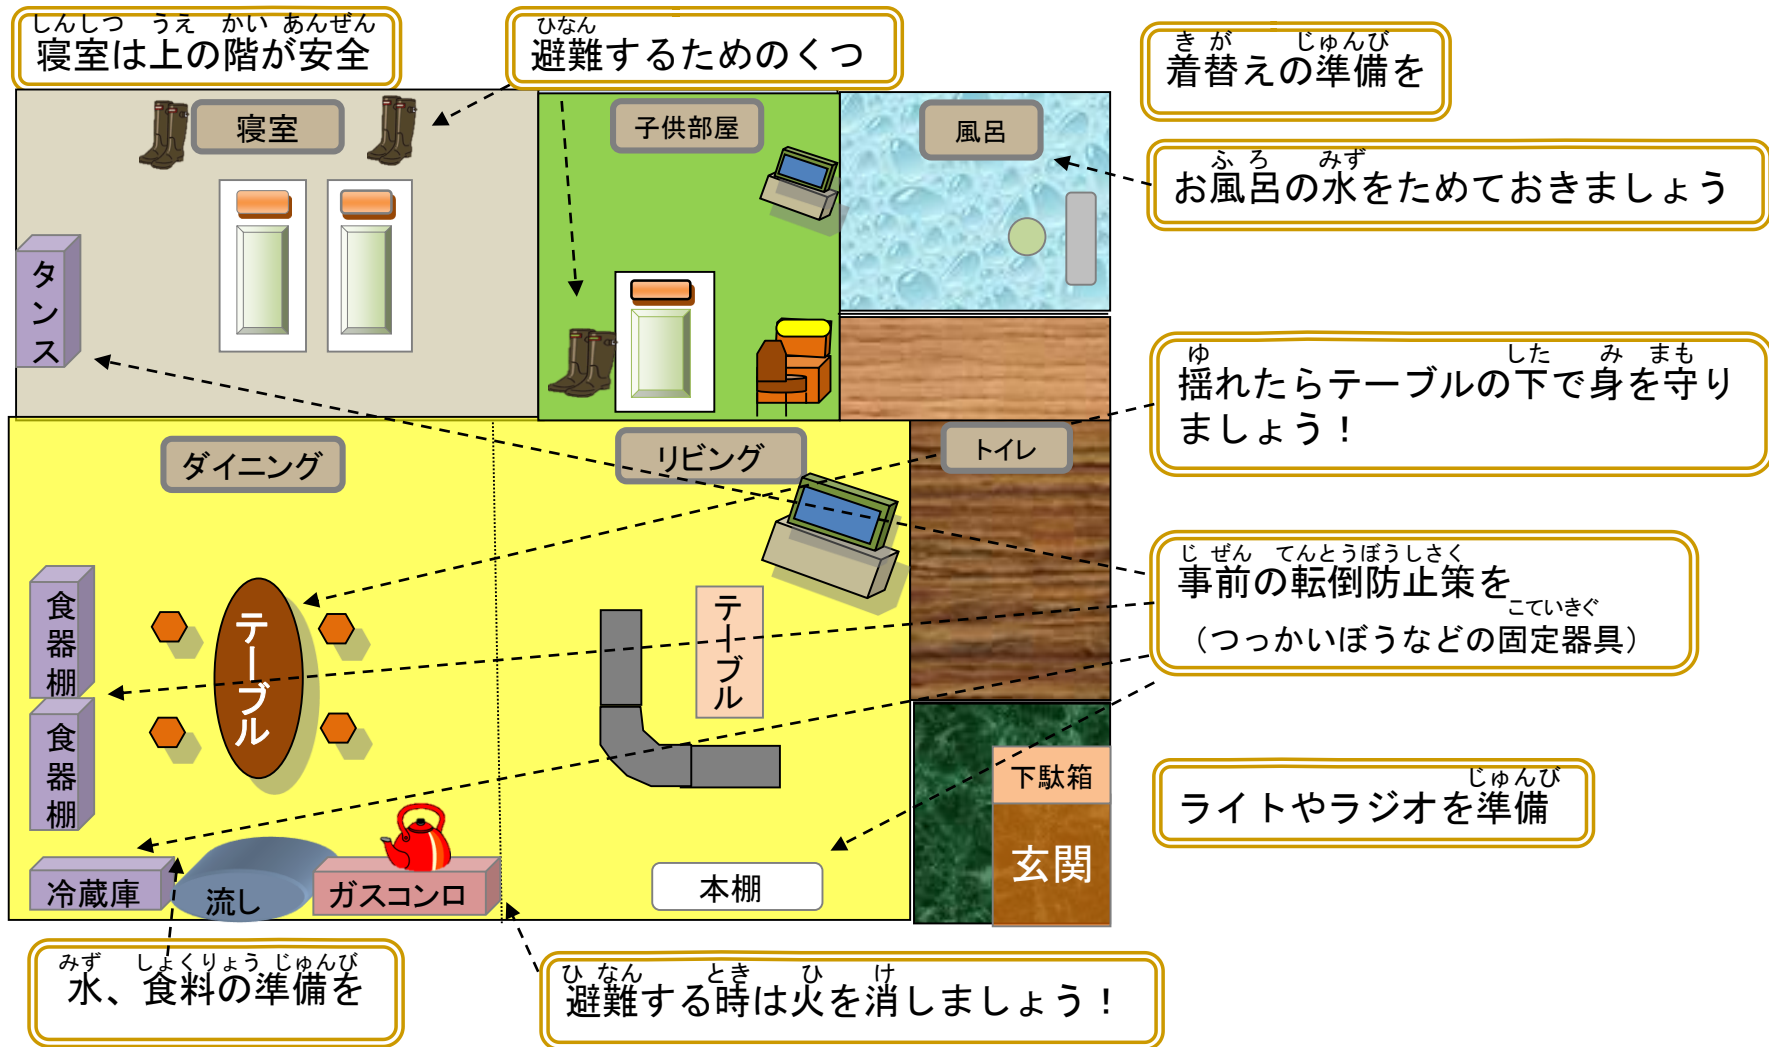 しんしつ うえ かい あんぜん
寝室は上の階が安全
ひなん
避難するためのくつ
き が じゅんび
着替えの準備を
寝室
子供部屋
風呂
ふ ろ みず
お風呂の水をためておきましょう
タンス
ゆ した み まも
揺れたらテーブルの下で身を守り
ましょう！
ダイニング
リビング
トイレ
じ ぜん てんとうぼうしさく
事前の転倒防止策を
こていきぐ
（つっかいぼうなどの固定器具）
食器棚
テーブル
テーブル
食器棚
下駄箱
じゅんび
ライトやラジオを準備
玄関
冷蔵庫
流し
ガスコンロ
本棚
みず しょくりょう じゅんび
水、食料の準備を
ひ なん とき ひ け
避難する時は火を消しましょう！